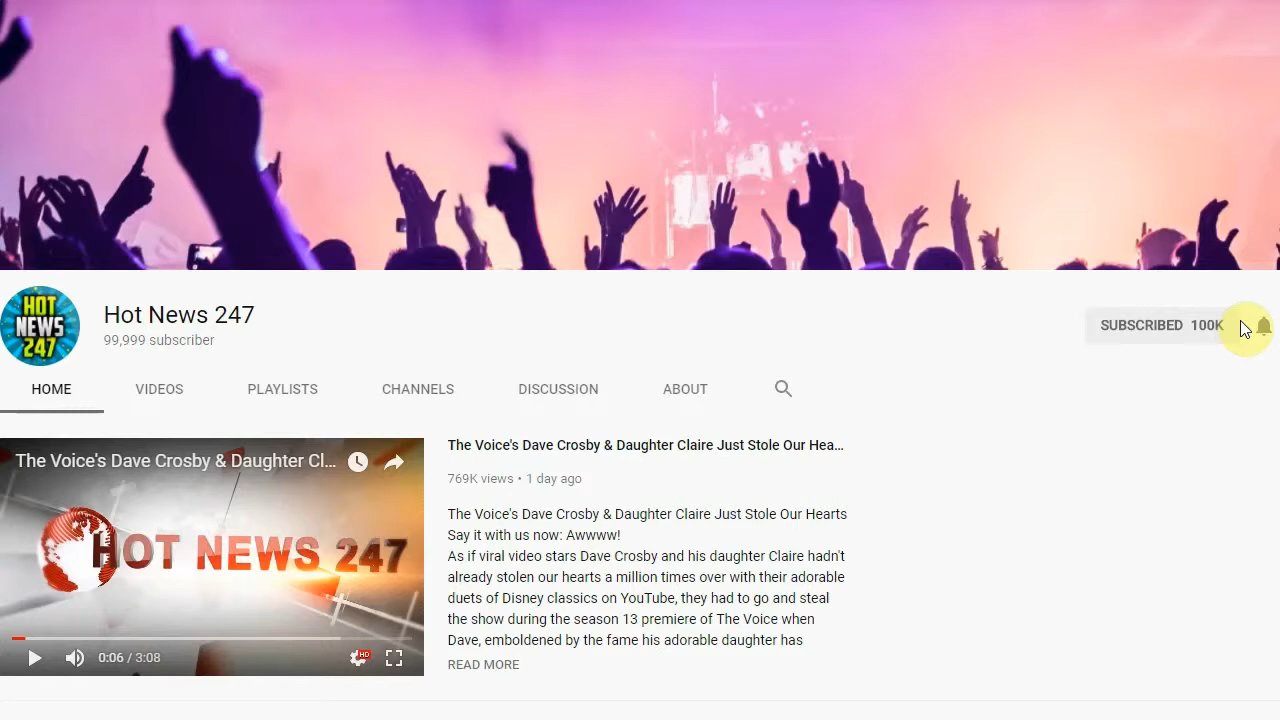 HOT
NEWS
247
Hot News 247
99,999 subscriber
SUBSCRIBED 100K
HOME VIDEOS PLAYLISTS CHANNELS DISCUSSION ABOUT
The Voice's Dave Crosby & Daughter Cl...
HOT NEWS 247
0:06 / 3:08
HD
The Voice's Dave Crosby & Daughter Claire Just Stole Our Hea...
769K views • 1 day ago
The Voice's Dave Crosby & Daughter Claire Just Stole Our Hearts
Say it with us now: Awwww!
As if viral video stars Dave Crosby and his daughter Claire hadn't
already stolen our hearts a million times over with their adorable
duets of Disney classics on YouTube, they had to go and steal
the show during the season 13 premiere of The Voice when
Dave, emboldened by the fame his adorable daughter has
READ MORE